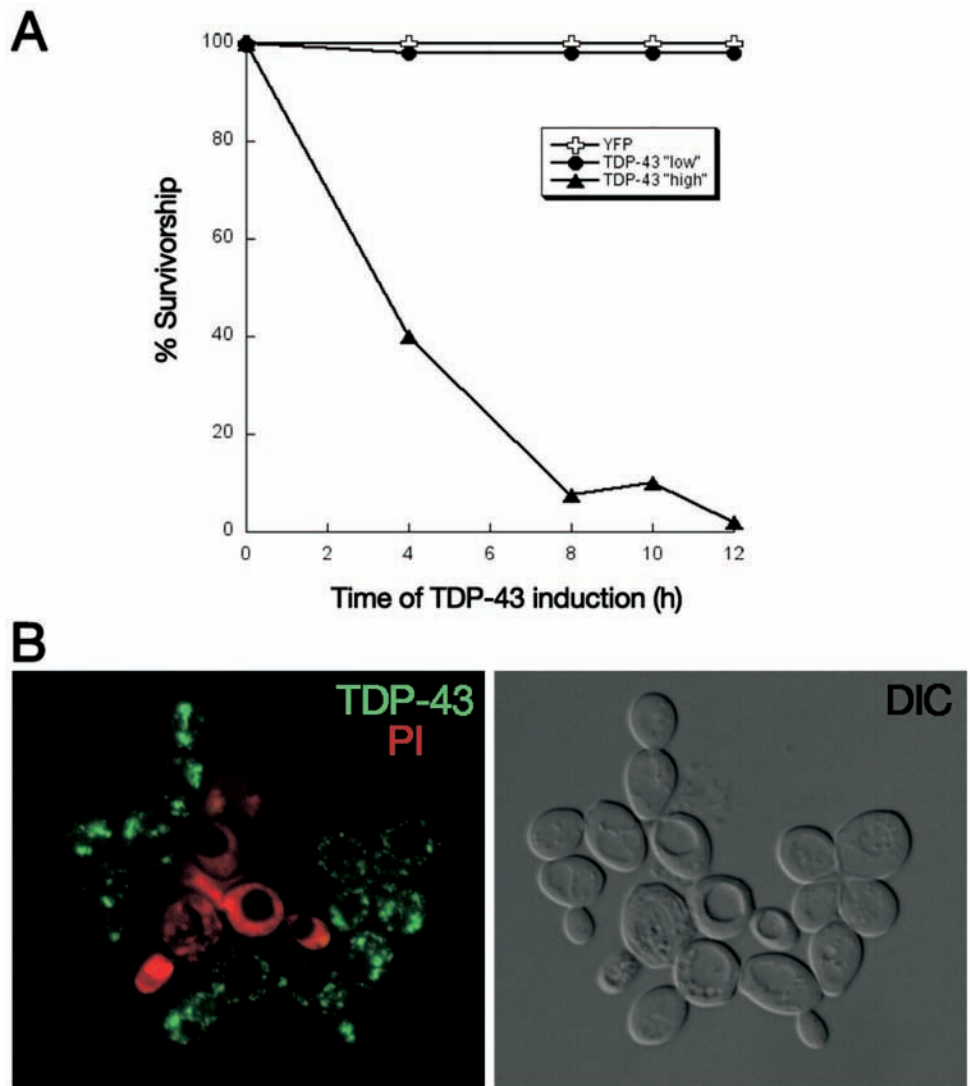 A
100
80
60
40
20
0
% Survivorship
YFP
TDP-43 "low"
TDP-43 "high"
0 2 4 6 8 10 12
Time of TDP-43 induction (h)
B
TDP-43
PI
DIC